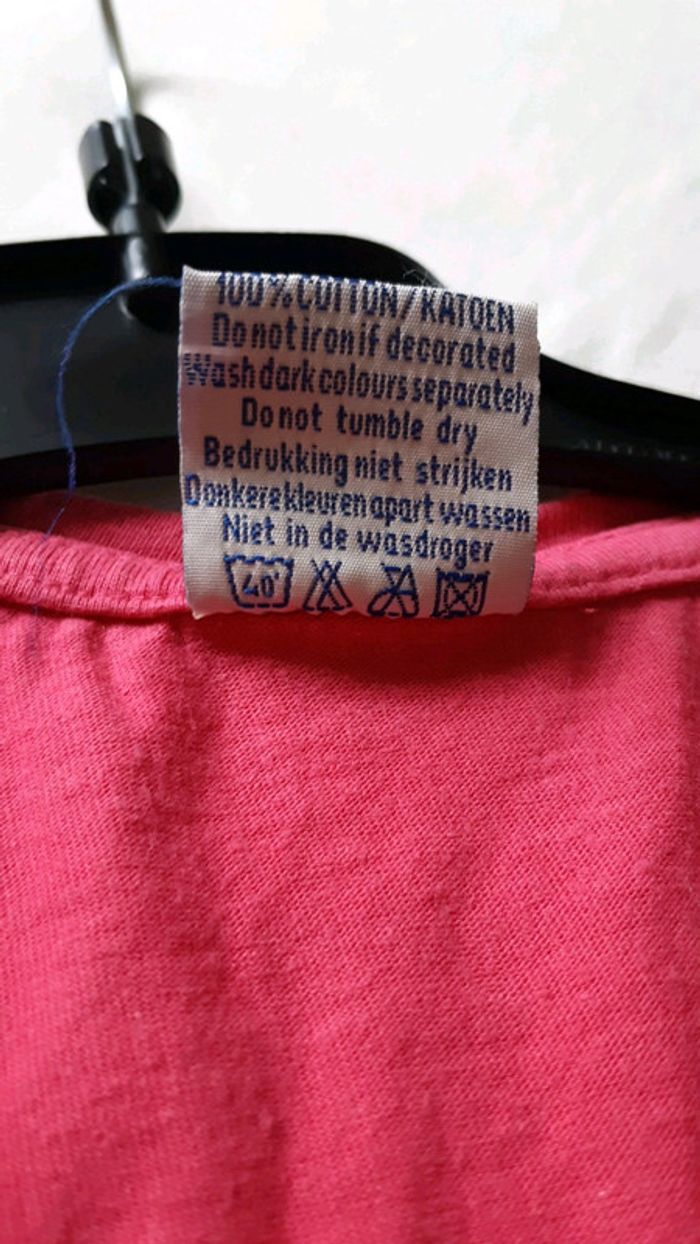 100% COTTON / KATOEN
Do not iron if decorated
Wash dark colours separately
Do not tumble dry
Bedrukking niet strijken
Donkere kleuren apart wassen
Niet in de wasdroger
40°